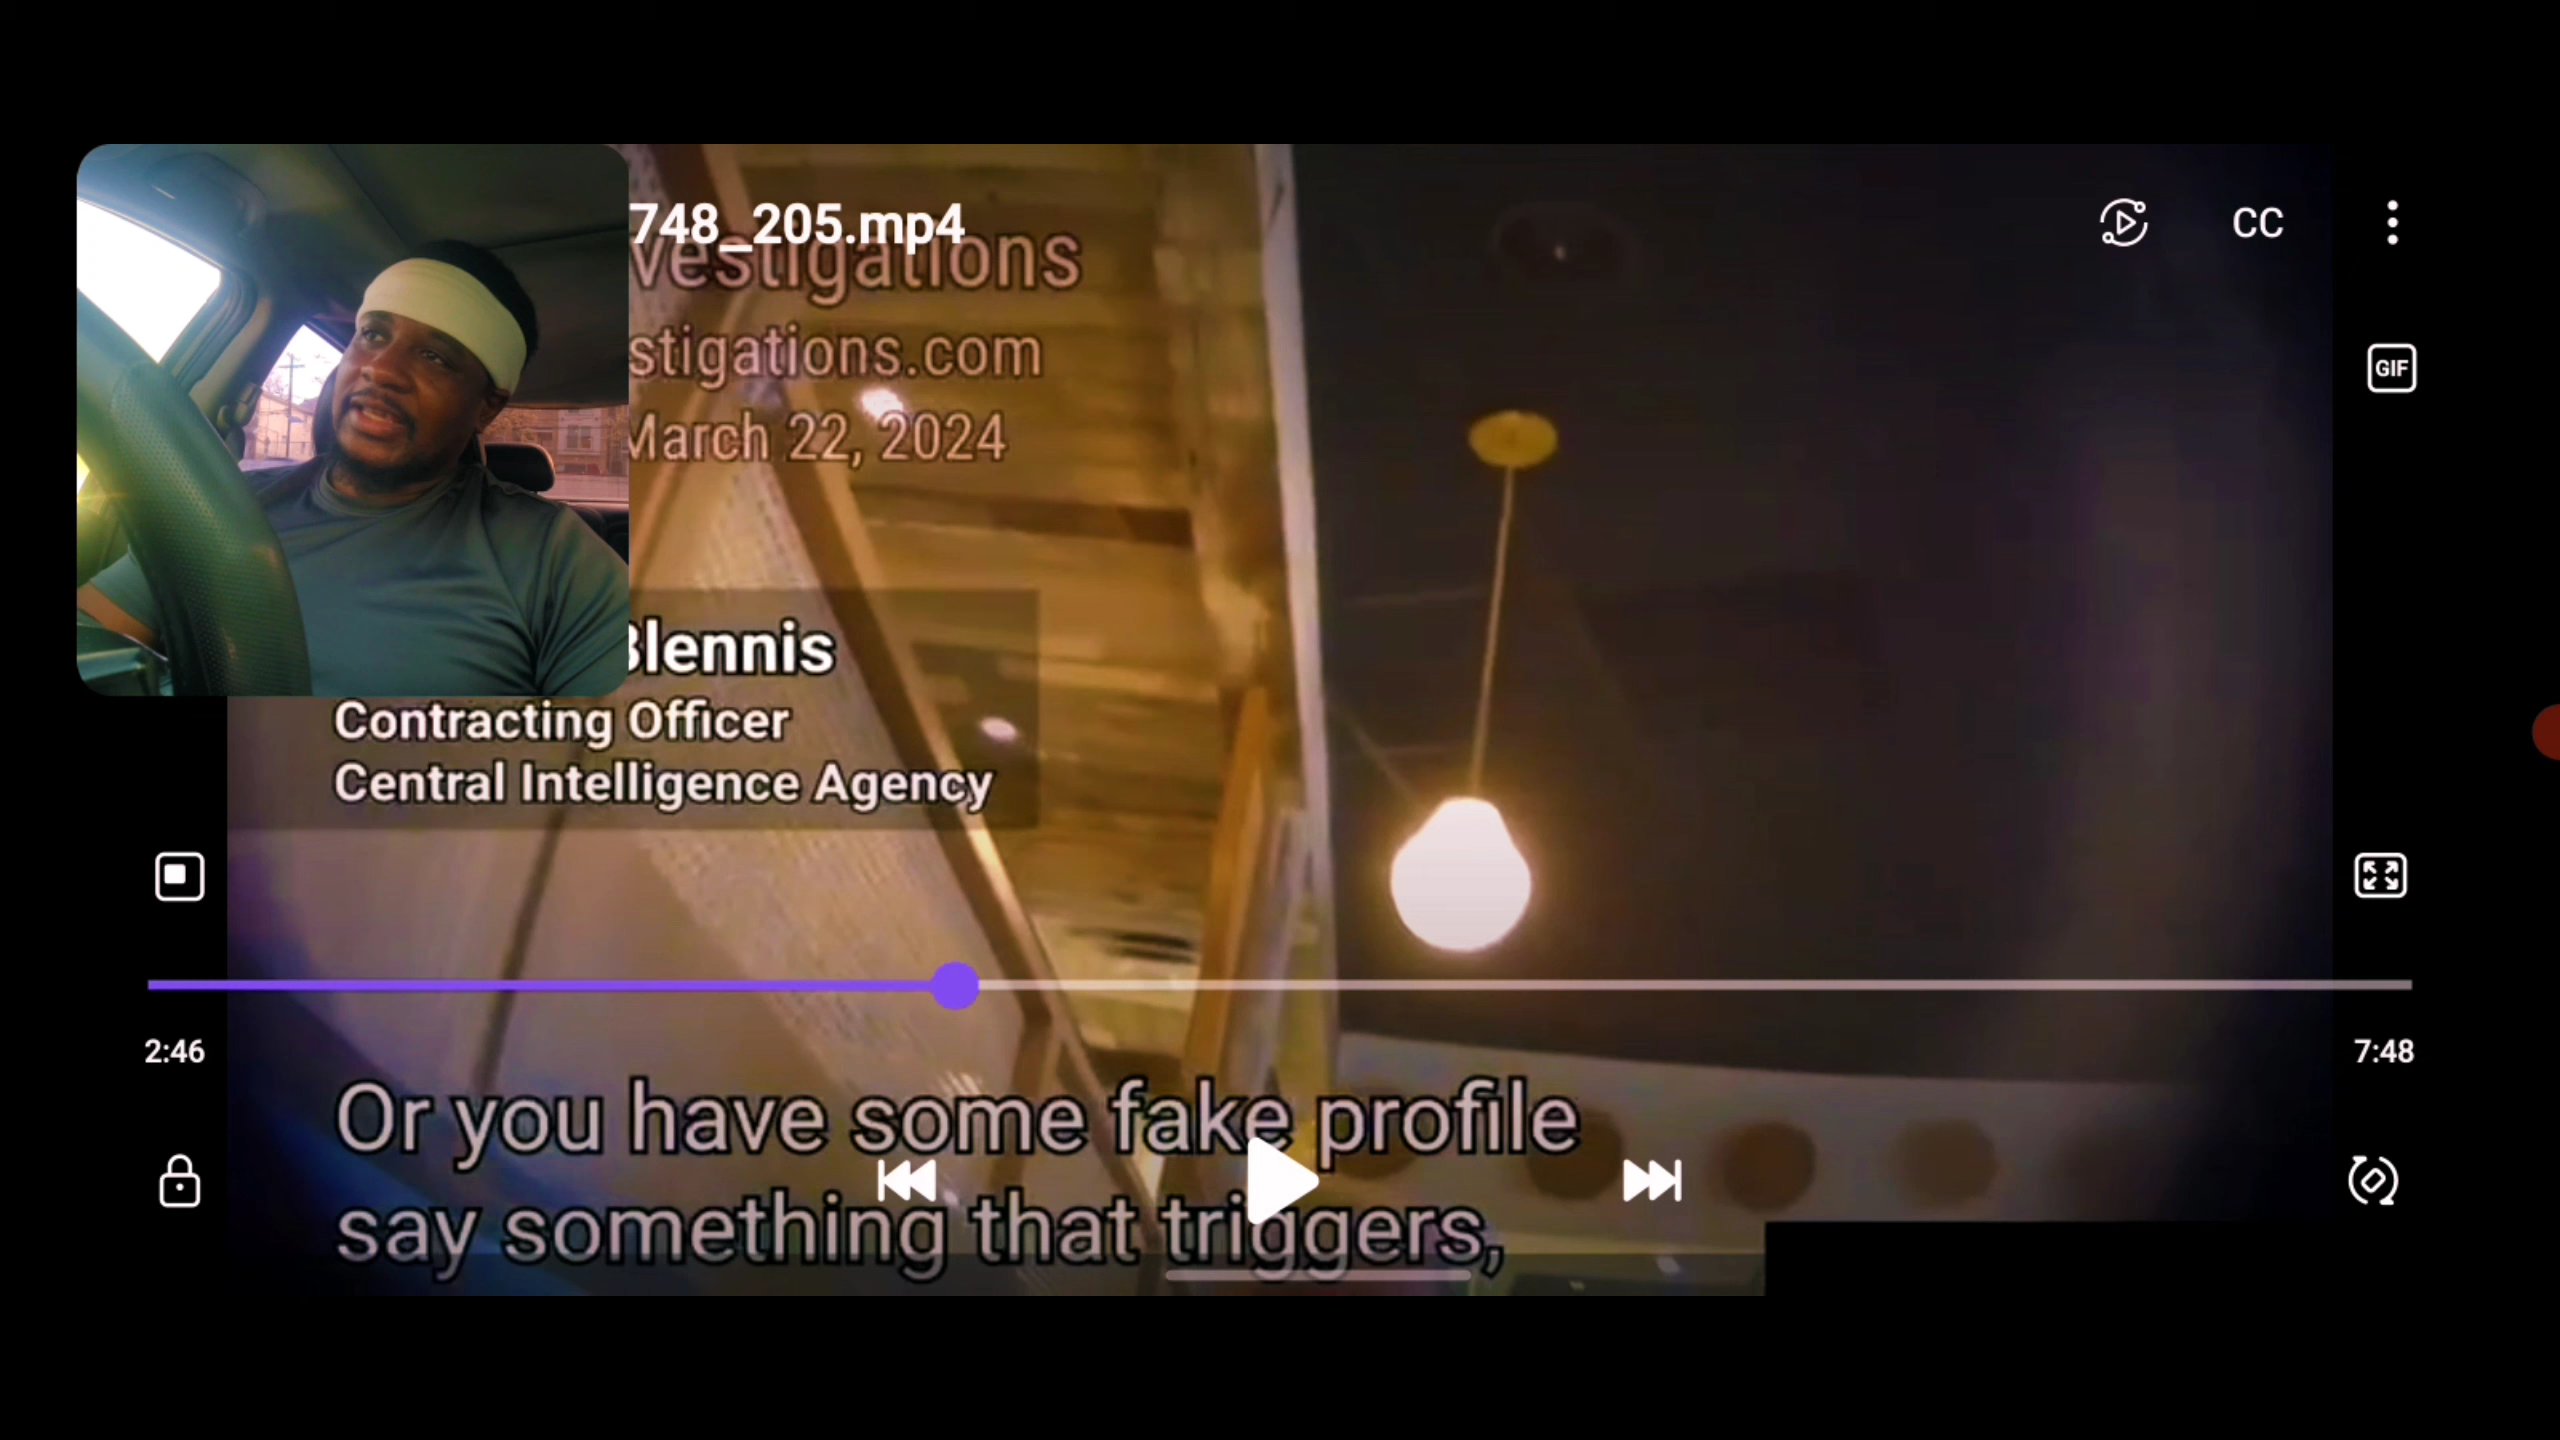 748_205.mp4
CC
vestigations
stigations.com
GIF
March 22, 2024
Blennis
Contracting Officer
Central Intelligence Agency
2:46
7:48
Or you have some fake profile
say something that triggers,